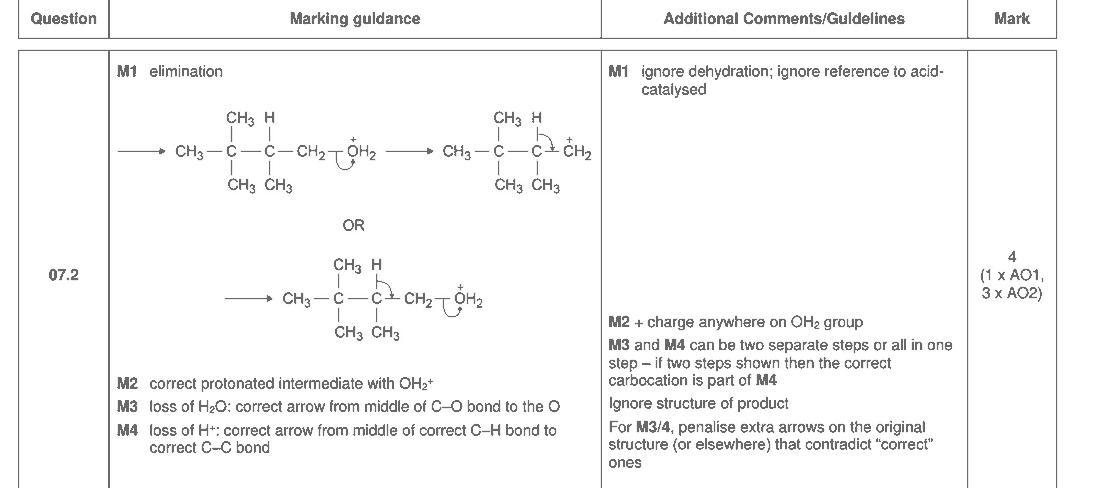 Question Marking guidance Additional Comments/Guidelines Mark
M1 elimination
M1 ignore dehydration; ignore reference to acid-
catalysed
CH₃ H CH₃ H
CH₃—C—C—CH₂—O⁺H₂ CH₃—C—C—C⁺H₂
CH₃ CH₃ CH₃ CH₃
OR
CH₃ H
CH₃—C—C—CH₂—O⁺H₂
CH₃ CH₃
07.2
4
(1 x AO1,
3 x AO2)
M2 correct protonated intermediate with OH₂⁺
M3 loss of H₂O: correct arrow from middle of C–O bond to the O
M4 loss of H⁺: correct arrow from middle of correct C–H bond to
correct C–C bond
M2 + charge anywhere on OH₂ group
M3 and M4 can be two separate steps or all in one
step – if two steps shown then the correct
carbocation is part of M4
Ignore structure of product
For M3/4, penalise extra arrows on the original
structure (or elsewhere) that contradict “correct”
ones